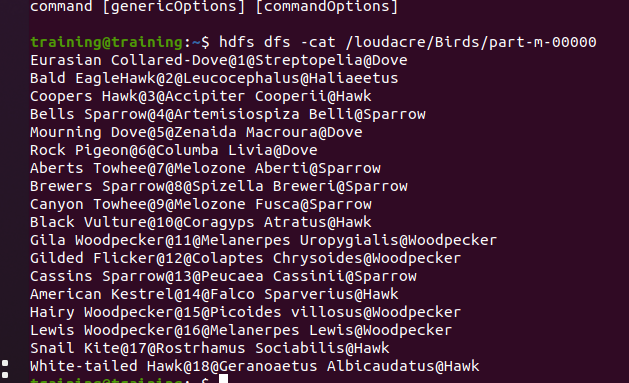 command [genericOptions] [commandOptions]
training@training:~$ hdfs dfs -cat /loudacre/Birds/part-m-00000
Eurasian Collared-Dove@1@Streptopelia@Dove
Bald EagleHawk@2@Leucocephalus@Haliaeetus
Coopers Hawk@3@Accipiter Cooperii@Hawk
Bells Sparrow@4@Artemisiospiza Belli@Sparrow
Mourning Dove@5@Zenaida Macroura@Dove
Rock Pigeon@6@Columba Livia@Dove
Aberts Towhee@7@Melozone Aberti@Sparrow
Brewers Sparrow@8@Spizella Breweri@Sparrow
Canyon Towhee@9@Melozone Fusca@Sparrow
Black Vulture@10@Coragyps Atratus@Hawk
Gila Woodpecker@11@Melanerpes Uropygialis@Woodpecker
Gilded Flicker@12@Colaptes Chrysoides@Woodpecker
Cassins Sparrow@13@Peucaea Cassinii@Sparrow
American Kestrel@14@Falco Sparverius@Hawk
Hairy Woodpecker@15@Picoides villosus@Woodpecker
Lewis Woodpecker@16@Melanerpes Lewis@Woodpecker
Snail Kite@17@Rostrhamus Sociabilis@Hawk
White-tailed Hawk@18@Geranoaetus Albicaudatus@Hawk
training@training:~$